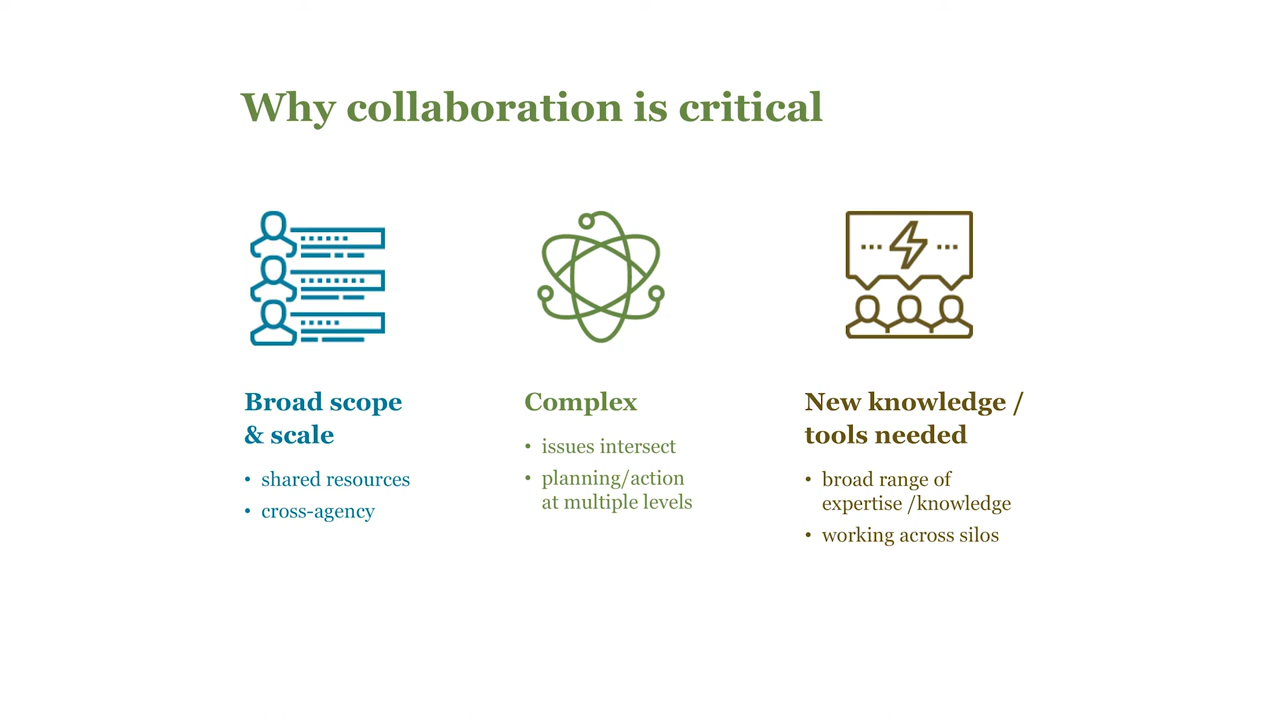 Why collaboration is critical
Broad scope
& scale
• shared resources
• cross-agency
Complex
• issues intersect
• planning/action
at multiple levels
New knowledge /
tools needed
• broad range of
expertise /knowledge
• working across silos